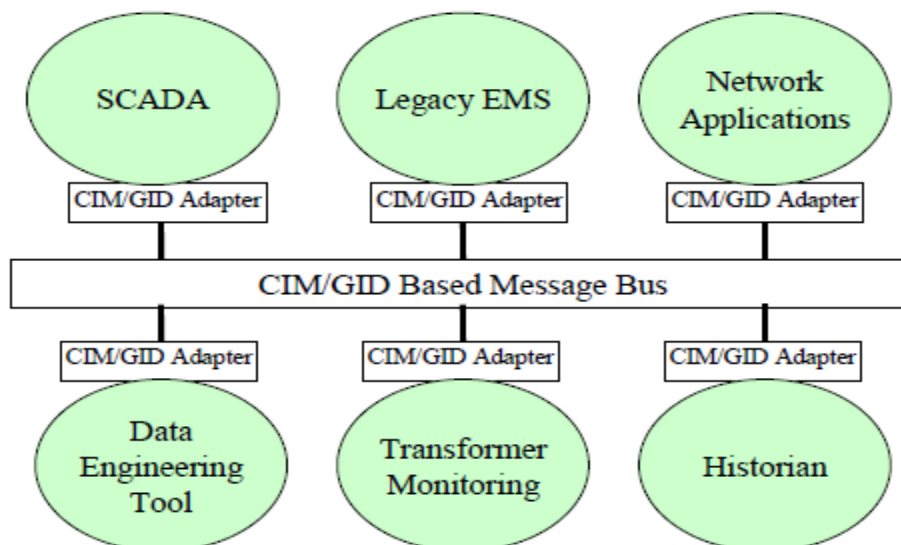 SCADA
Legacy EMS
Network
Applications
CIM/GID Adapter
CIM/GID Adapter
CIM/GID Adapter
CIM/GID Based Message Bus
CIM/GID Adapter
CIM/GID Adapter
CIM/GID Adapter
Data
Engineering
Tool
Transformer
Monitoring
Historian